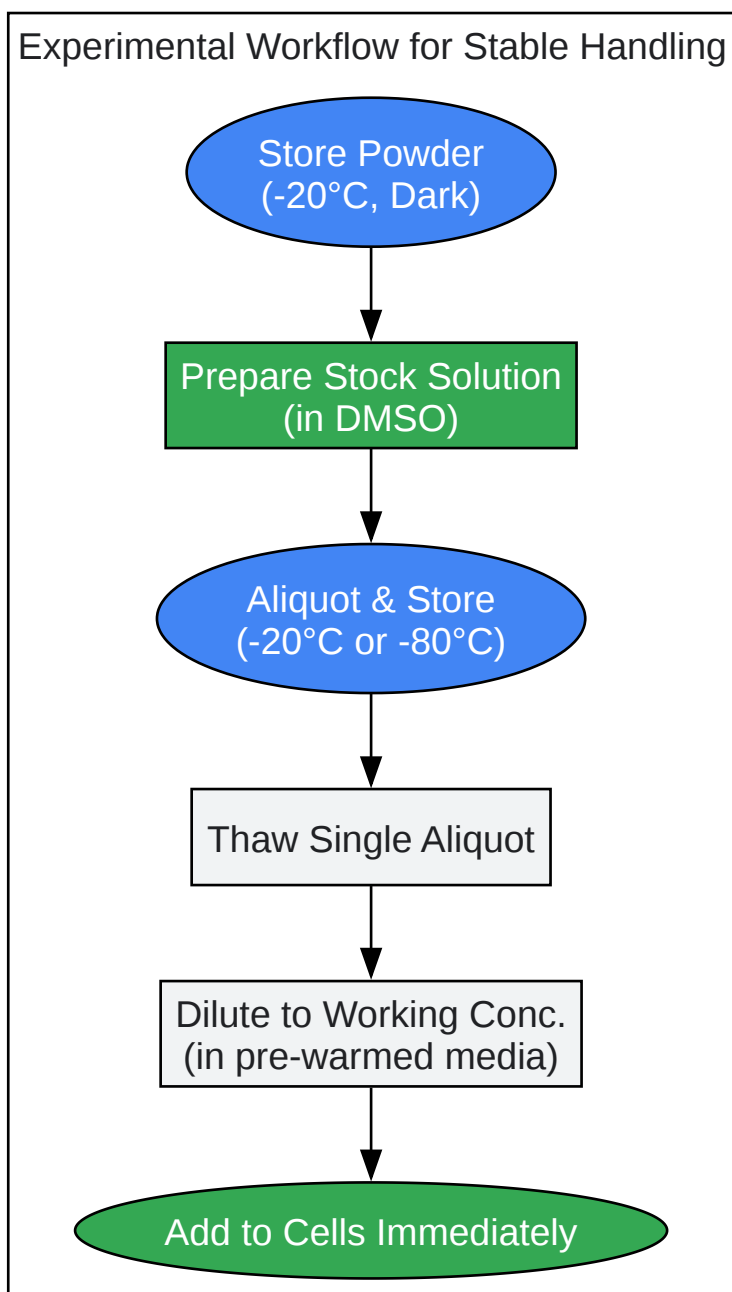 Experimental Workflow for Stable Handling
Store Powder
(-20°C, Dark)
Prepare Stock Solution
(in DMSO)
Aliquot & Store
(-20°C or -80°C)
Thaw Single Aliquot
Dilute to Working Conc.
(in pre-warmed media)
Add to Cells Immediately